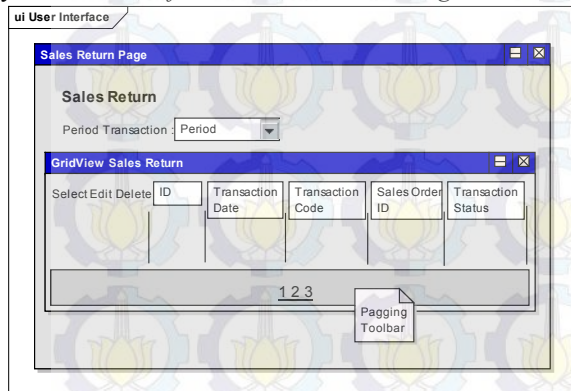 ui User Interface
Sales Return Page
Sales Return
Period Transaction : Period
GridView Sales Return
Select Edit Delete ID Transaction Date Transaction Code Sales Order ID Transaction Status
1 2 3
Pagging
Toolbar